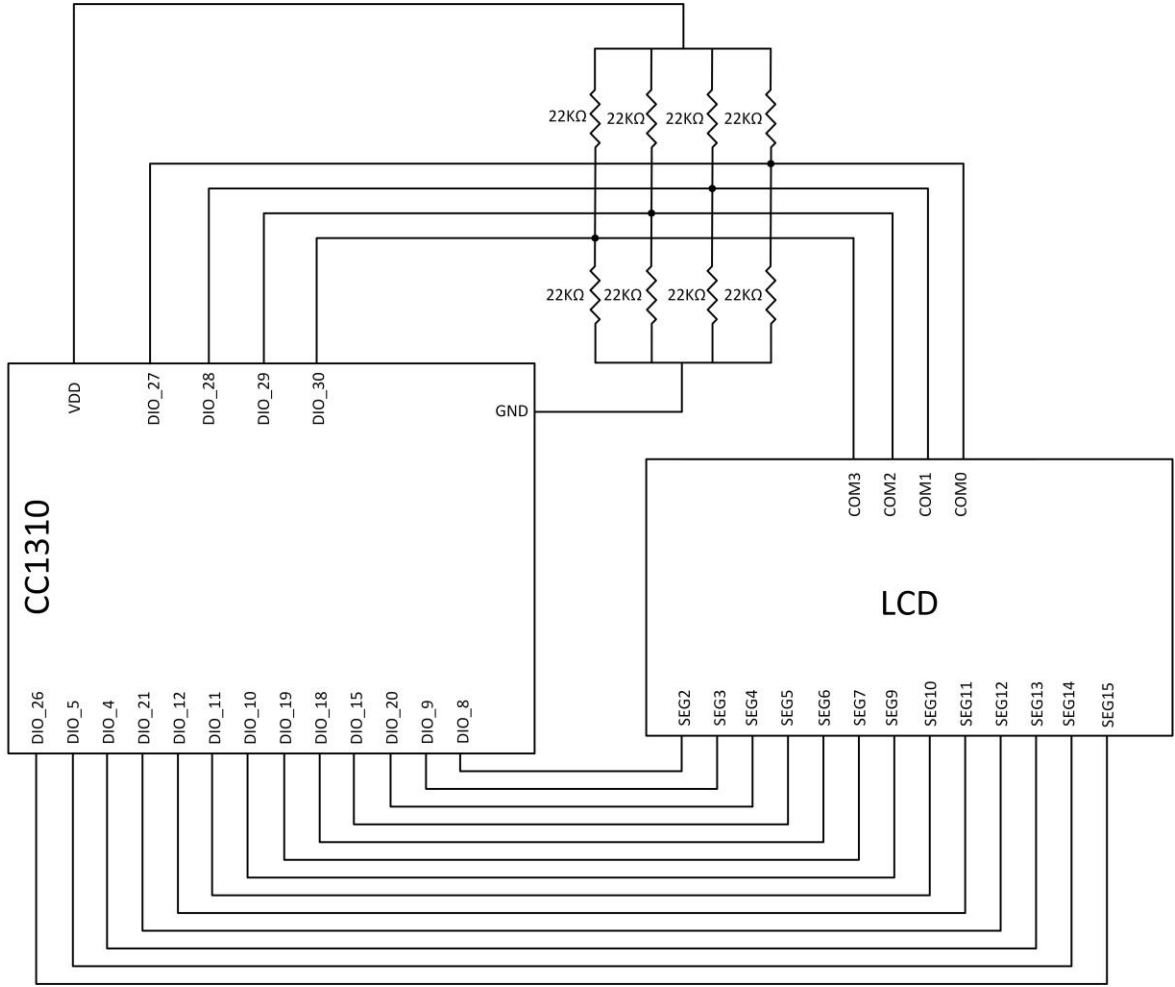 22KΩ
22KΩ
22KΩ
22KΩ
22KΩ
22KΩ
22KΩ
22KΩ
VDD
DIO_27
DIO_28
DIO_29
DIO_30
GND
CC1310
COM3
COM2
COM1
COM0
LCD
DIO_26
DIO_5
DIO_4
DIO_21
DIO_12
DIO_11
DIO_10
DIO_19
DIO_18
DIO_15
DIO_20
DIO_9
DIO_8
SEG2
SEG3
SEG4
SEG5
SEG6
SEG7
SEG9
SEG10
SEG11
SEG12
SEG13
SEG14
SEG15